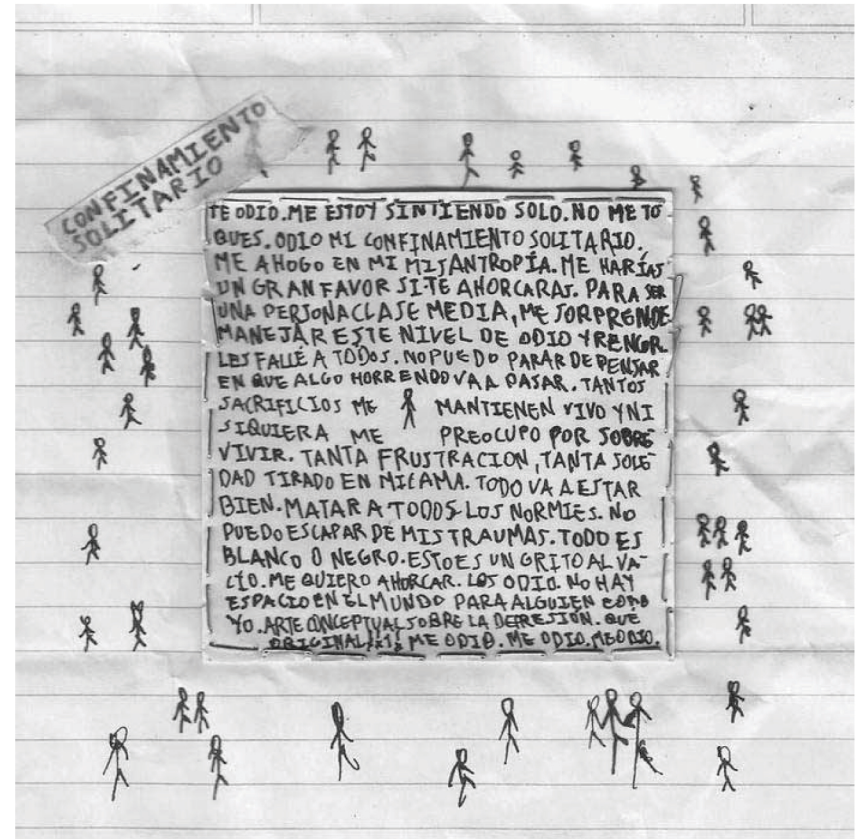 CONFINAMIENTO
SOLITARIO
TE ODIO. ME ESTOY SINTIENDO SOLO. NO ME TO
QUES. ODIO MI CONFINAMIENTO SOLITARIO.
ME AHOGO EN MI MISANTROPÍA. ME HARÍAS
UN GRAN FAVOR SI TE AHORCARAS. PARA SER
UNA PERSONA CLASE MEDIA, ME SORPRENDE
MANEJAR ESTE NIVEL DE ODIO Y RENCOR.
LES FALLÉ A TODOS. NO PUEDO PARAR DE PENSAR
EN QUE ALGO HORRENDO VA A PASAR. TANTOS
SACRIFICIOS ME MANTIENEN VIVO Y NI
SIQUIERA ME PREOCUPO POR SOBRE
VIVIR. TANTA FRUSTRACION, TANTA SOLE
DAD TIRADO EN MI CAMA. TODO VA A ESTAR
BIEN. MATAR A TODOS LOS NORMIES. NO
PUEDO ESCAPAR DE MIS TRAUMAS. TODO ES
BLANCO O NEGRO. ESTO ES UN GRITO AL VA-
CÍO. ME QUIERO AHORCAR. LOS ODIO. NO HAY
ESPACIO EN EL MUNDO PARA ALGUIEN COMO
YO. ARTE CONCEPTUAL SOBRE LA DEPRESIÓN. QUE
ORIGINAL!*1! ME ODIO. ME ODIO. ME ODIO.